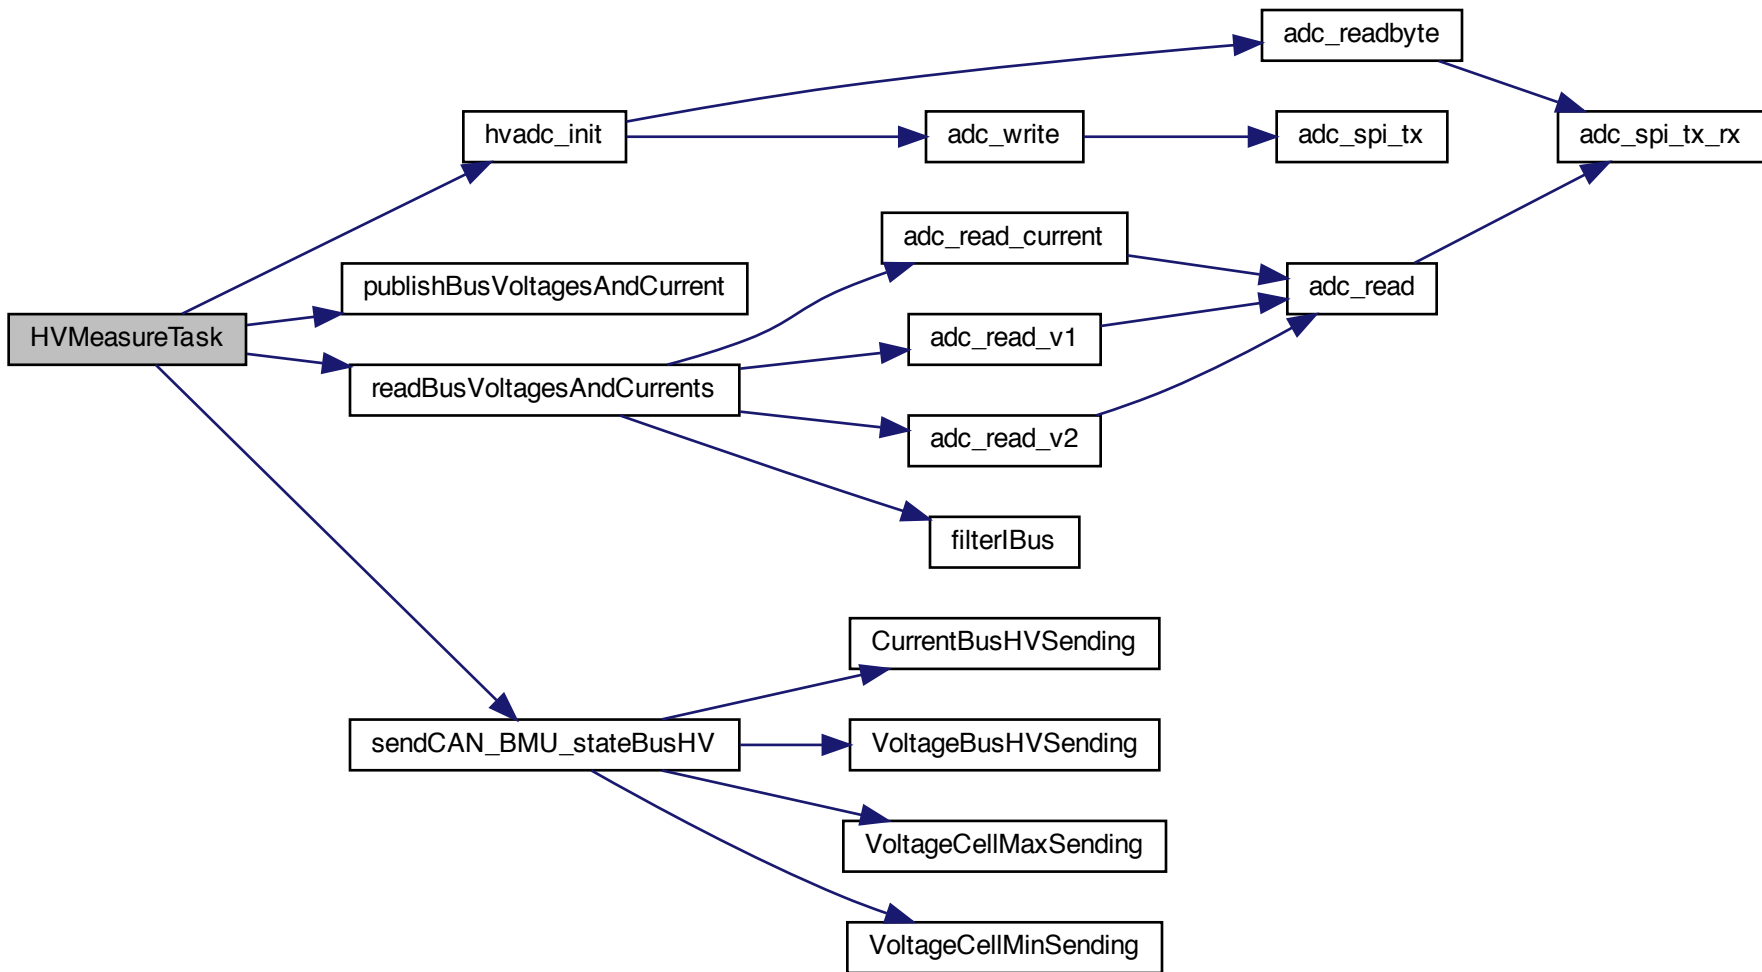 adc_readbyte
hvadc_init
adc_write
adc_spi_tx
adc_spi_tx_rx
adc_read_current
publishBusVoltagesAndCurrent
adc_read
HVMeasureTask
adc_read_v1
readBusVoltagesAndCurrents
adc_read_v2
filterIBus
CurrentBusHVSending
sendCAN_BMU_stateBusHV
VoltageBusHVSending
VoltageCellMaxSending
VoltageCellMinSending